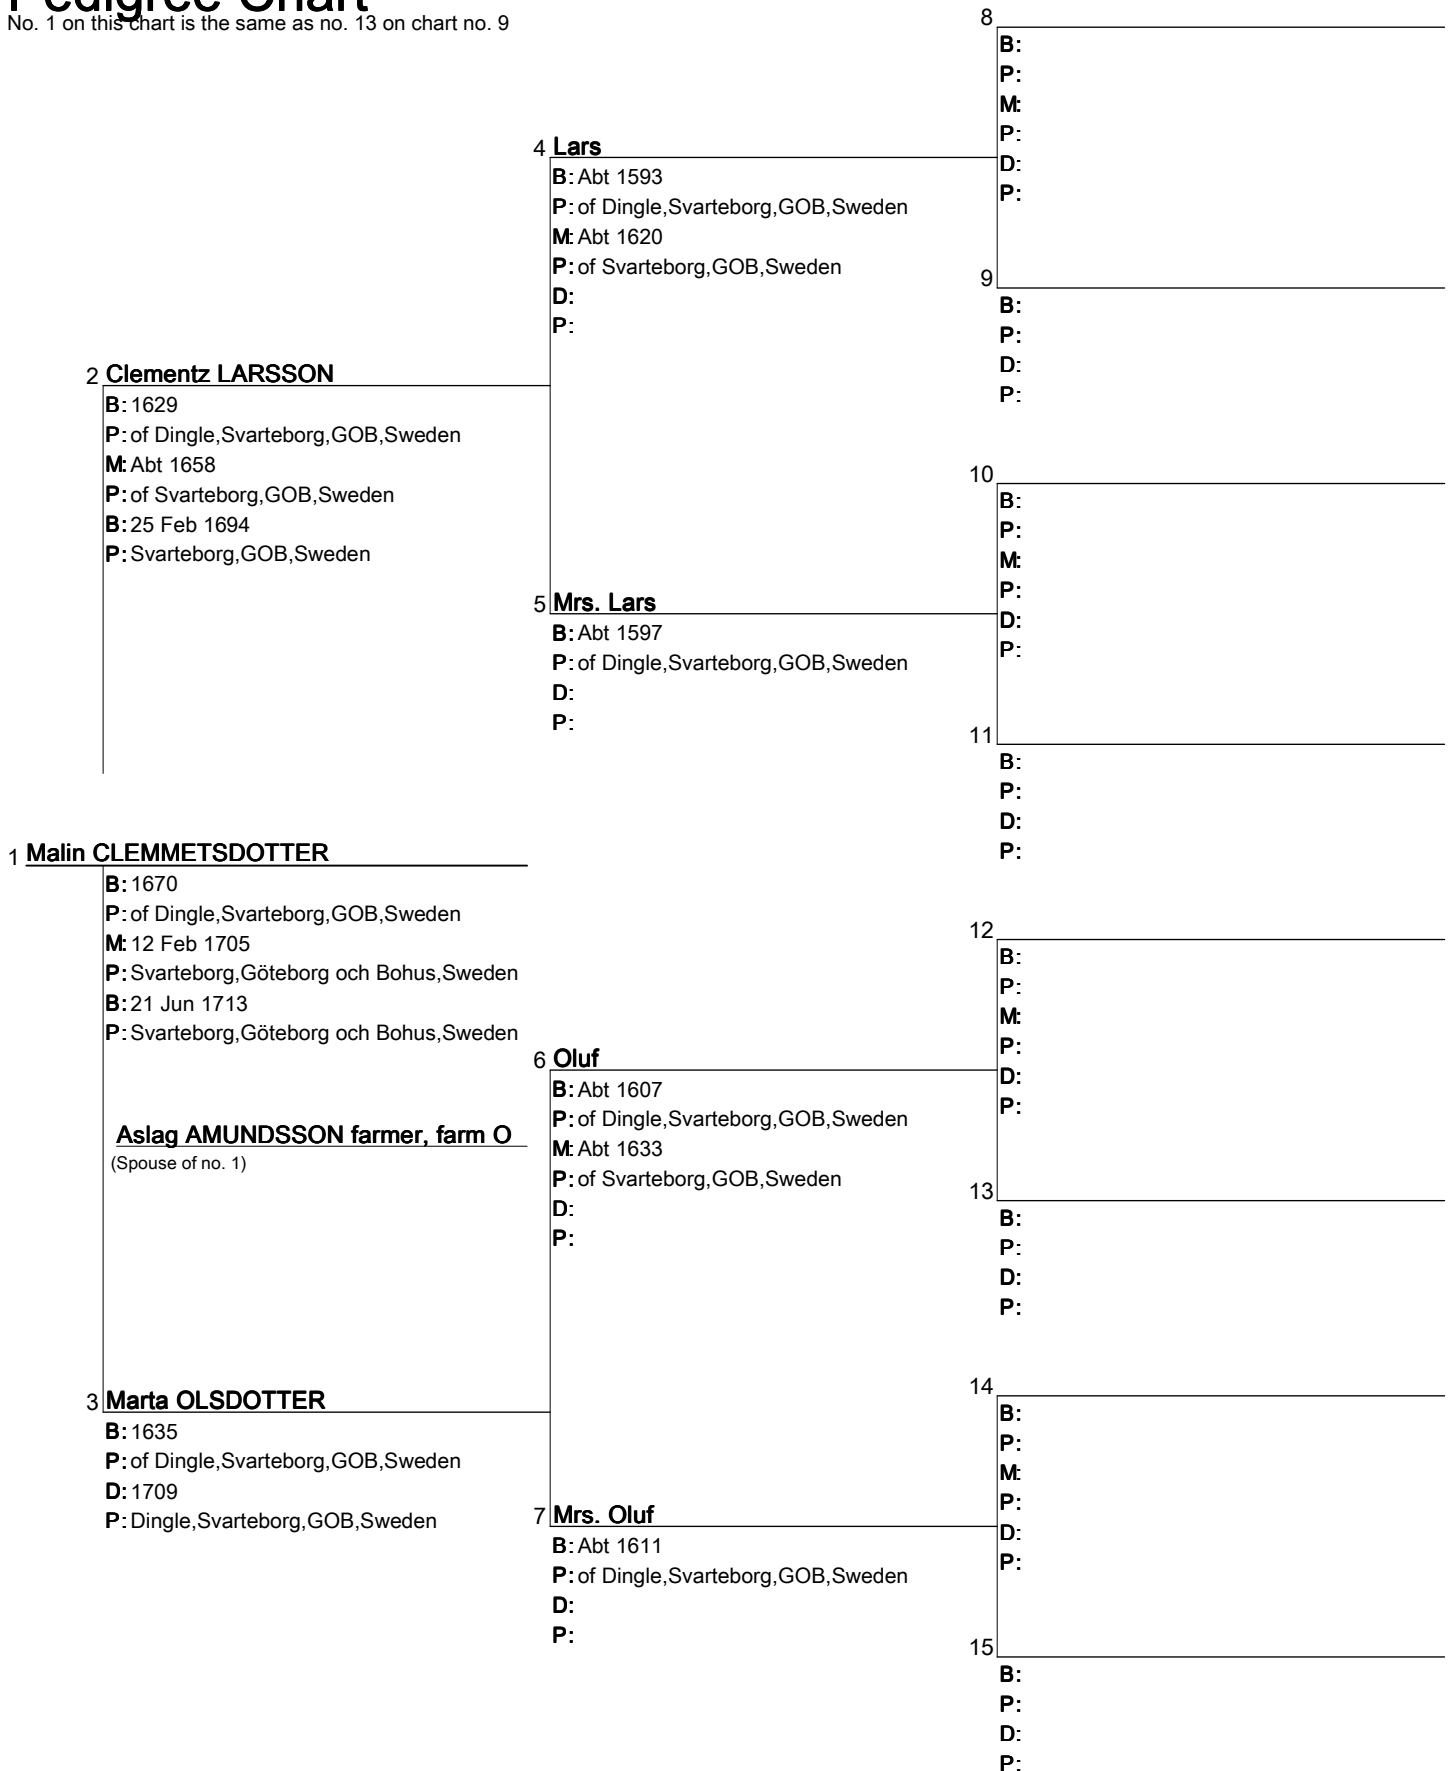 Pedigree Chart
No. 1 on this chart is the same as no. 13 on chart no. 9
8
B:
P:
M:
P:
D:
P:
4 Lars
B: Abt 1593
P: of Dingle,Svarteborg,GOB,Sweden
M: Abt 1620
P: of Svarteborg,GOB,Sweden
D:
P:
9
B:
P:
D:
P:
2 Clementz LARSSON
B: 1629
P: of Dingle,Svarteborg,GOB,Sweden
M: Abt 1658
P: of Svarteborg,GOB,Sweden
B: 25 Feb 1694
P: Svarteborg,GOB,Sweden
10
B:
P:
M:
P:
D:
P:
5 Mrs. Lars
B: Abt 1597
P: of Dingle,Svarteborg,GOB,Sweden
D:
P:
11
B:
P:
D:
P:
1 Malin CLEMMETSDOTTER
B: 1670
P: of Dingle,Svarteborg,GOB,Sweden
M: 12 Feb 1705
P: Svarteborg,Göteborg och Bohus,Sweden
B: 21 Jun 1713
P: Svarteborg,Göteborg och Bohus,Sweden
Aslag AMUNDSSON farmer, farm O
(Spouse of no. 1)
12
B:
P:
M:
P:
D:
P:
6 Oluf
B: Abt 1607
P: of Dingle,Svarteborg,GOB,Sweden
M: Abt 1633
P: of Svarteborg,GOB,Sweden
D:
P:
13
B:
P:
D:
P:
3 Marta OLSDOTTER
B: 1635
P: of Dingle,Svarteborg,GOB,Sweden
D: 1709
P: Dingle,Svarteborg,GOB,Sweden
14
B:
P:
M:
P:
D:
P:
7 Mrs. Oluf
B: Abt 1611
P: of Dingle,Svarteborg,GOB,Sweden
D:
P:
15
B:
P:
D:
P: